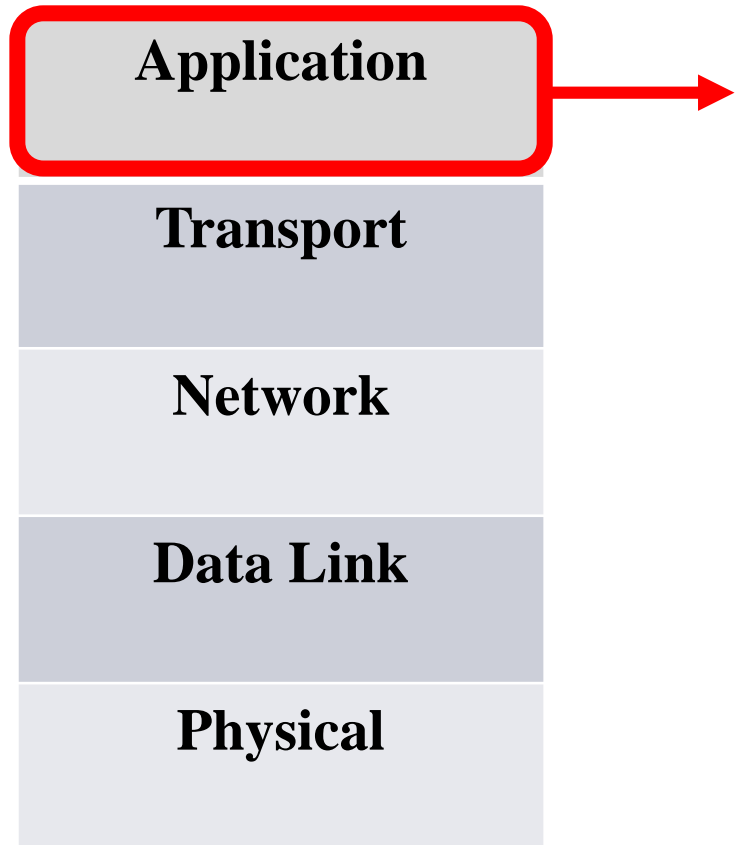 Application
Transport
Network
Data Link
Physical